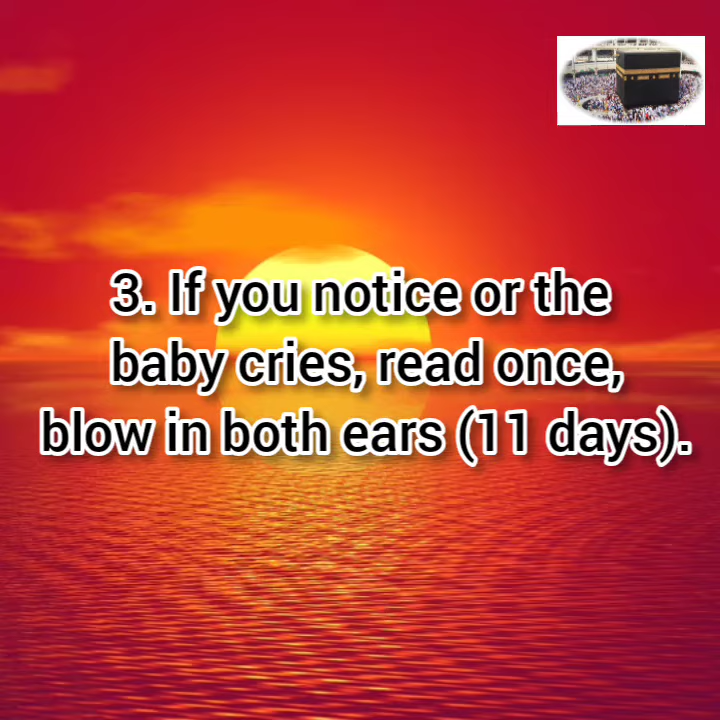 3. If you notice or the
baby cries, read once,
blow in both ears (11 days).